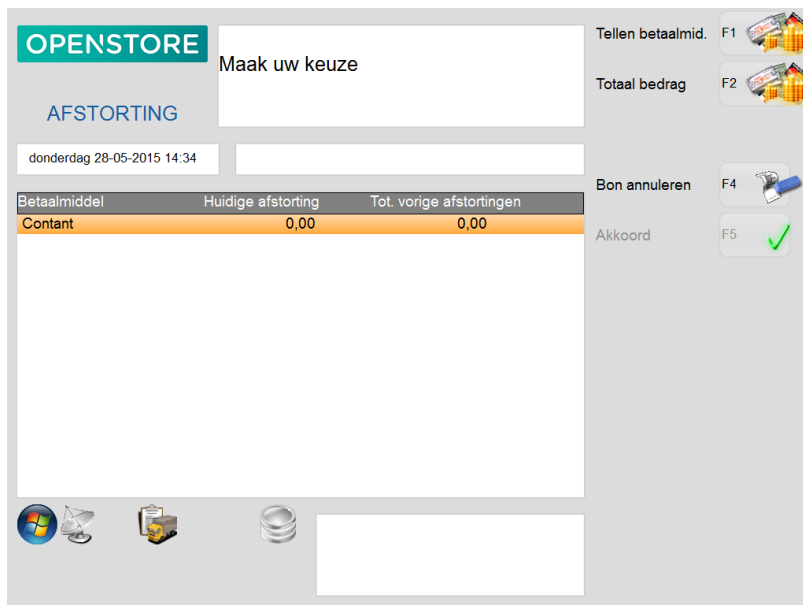 OPENSTORE
Maak uw keuze
AFSTORTING
donderdag 28-05-2015 14:34
Betaalmiddel Huidige afstorting Tot. vorige afstortingen
Contant 0,00 0,00
Tellen betaalmid. F1
Totaal bedrag F2
Bon annuleren F4
Akkoord F5